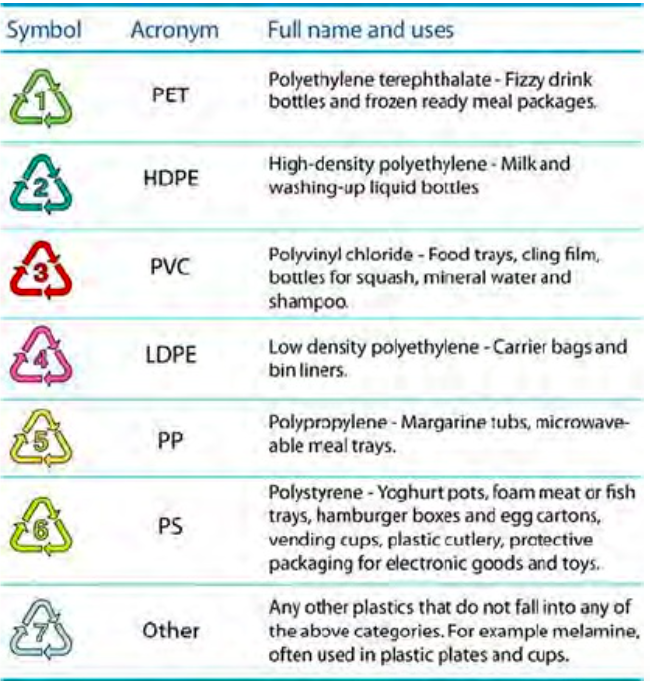 Symbol Acronym Full name and uses
1 PET Polyethylene terephthalate - Fizzy drink
bottles and frozen ready meal packages.
2 HDPE High-density polyethylene - Milk and
washing-up liquid bottles
3 PVC Polyvinyl chloride - Food trays, cling film,
bottles for squash, mineral water and
shampoo.
4 LDPE Low density polyethylene - Carrier bags and
bin liners.
5 PP Polypropylene - Margarine tubs, microwave-
able meal trays.
6 PS Polystyrene - Yoghurt pots, foam meat or fish
trays, hamburger boxes and egg cartons,
vending cups, plastic cutlery, protective
packaging for electronic goods and toys.
7 Other Any other plastics that do not fall into any of
the above categories. For example melamine,
often used in plastic plates and cups.